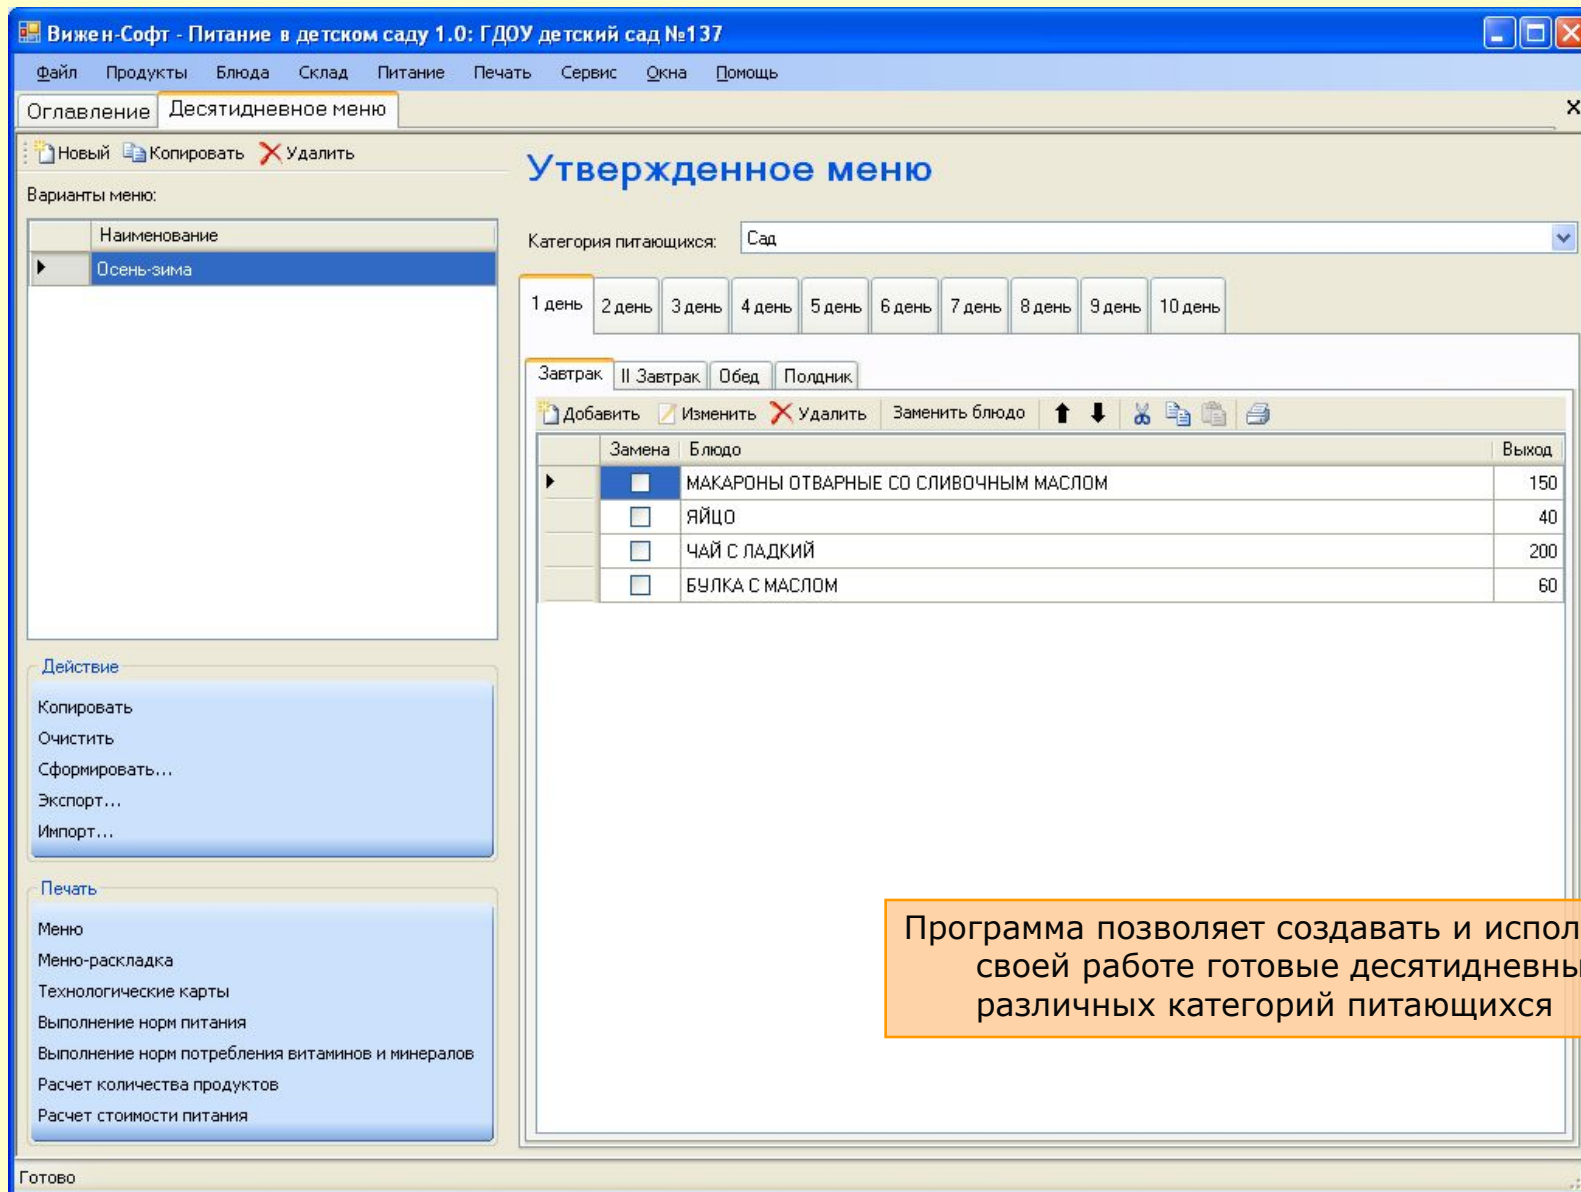 Вижен-Софт - Питание в детском саду 1.0: ГДОУ детский сад №137
Файл Продукты Блюда Склад Питание Печать Сервис Окна Помощь
Оглавление Десятидневное меню
Новый Копировать Удалить
Варианты меню:
Наименование
Осень-зима
Действие
Копировать
Очистить
Сформировать...
Экспорт...
Импорт...
Печать
Меню
Меню-раскладка
Технологические карты
Выполнение норм питания
Выполнение норм потребления витаминов и минералов
Расчет количества продуктов
Расчет стоимости питания
Утвержденное меню
Категория питающихся: Сад
1 день 2 день 3 день 4 день 5 день 6 день 7 день 8 день 9 день 10 день
Завтрак II Завтрак Обед Полдник
Добавить Изменить Удалить Заменить блюдо
Замена Блюдо Выход
МАКАРОНЫ ОТВАРНЫЕ СО СЛИВОЧНЫМ МАСЛОМ 150
ЯЙЦО 40
ЧАЙ С ЛАДКИЙ 200
БУЛКА С МАСЛОМ 60
Программа позволяет создавать и испол
своей работе готовые десятидневны
различных категорий питающихся
Готово